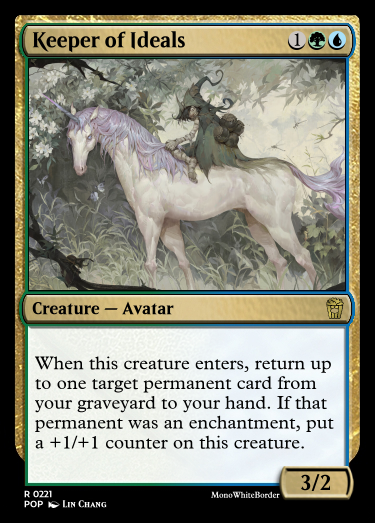 Keeper of Ideals 1
Creature — Avatar
When this creature enters, return up
to one target permanent card from
your graveyard to your hand. If that
permanent was an enchantment, put
a +1/+1 counter on this creature.
3/2
R 0221
MonoWhiteBorder
POP Lin Chang